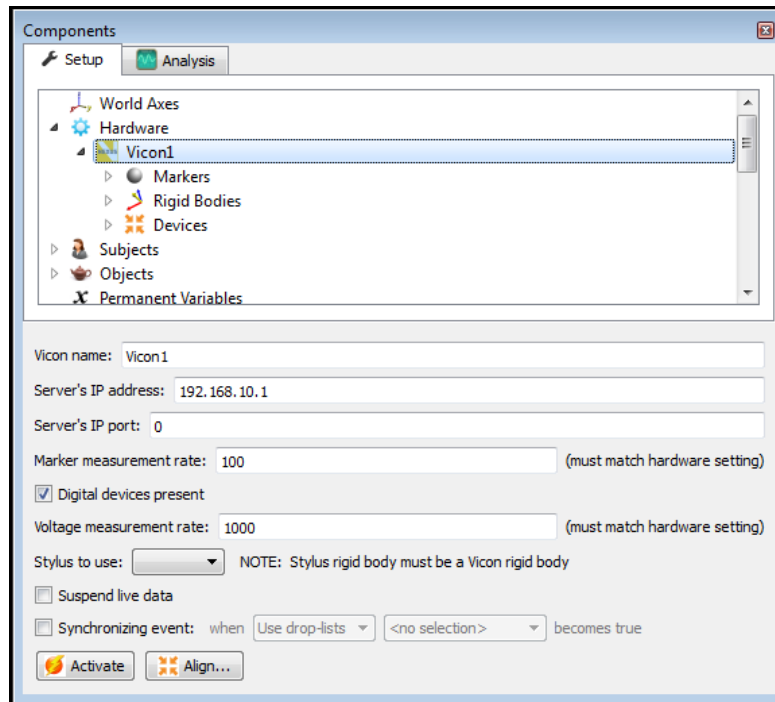 Components
Setup Analysis
World Axes
Hardware
Vicon1
Markers
Rigid Bodies
Devices
Subjects
Objects
x Permanent Variables
Vicon name: Vicon1
Server's IP address: 192.168.10.1
Server's IP port: 0
Marker measurement rate: 100 (must match hardware setting)
Digital devices present
Voltage measurement rate: 1000 (must match hardware setting)
Stylus to use: NOTE: Stylus rigid body must be a Vicon rigid body
Suspend live data
Synchronizing event: when Use drop-lists <no selection> becomes true
Activate Align...